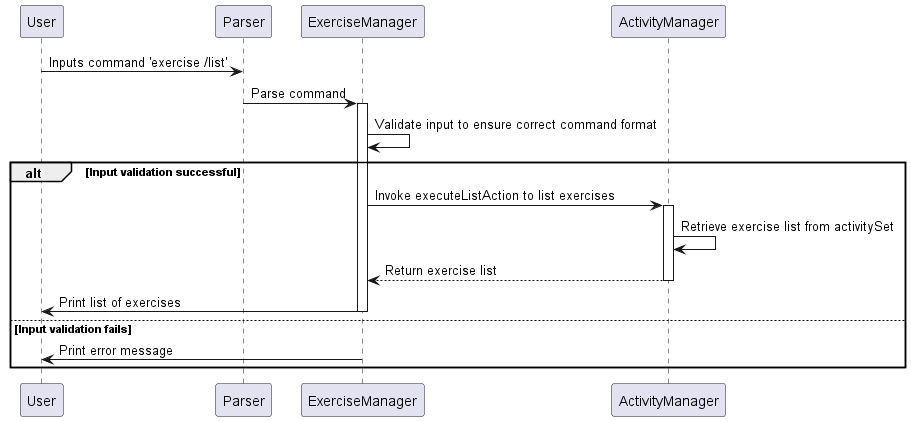 User Parser ExerciseManager ActivityManager
Inputs command 'exercise /list'
Parse command
Validate input to ensure correct command format
alt [Input validation successful]
Invoke executeListAction to list exercises
Retrieve exercise list from activitySet
Return exercise list
Print list of exercises
[Input validation fails]
Print error message
User Parser ExerciseManager ActivityManager